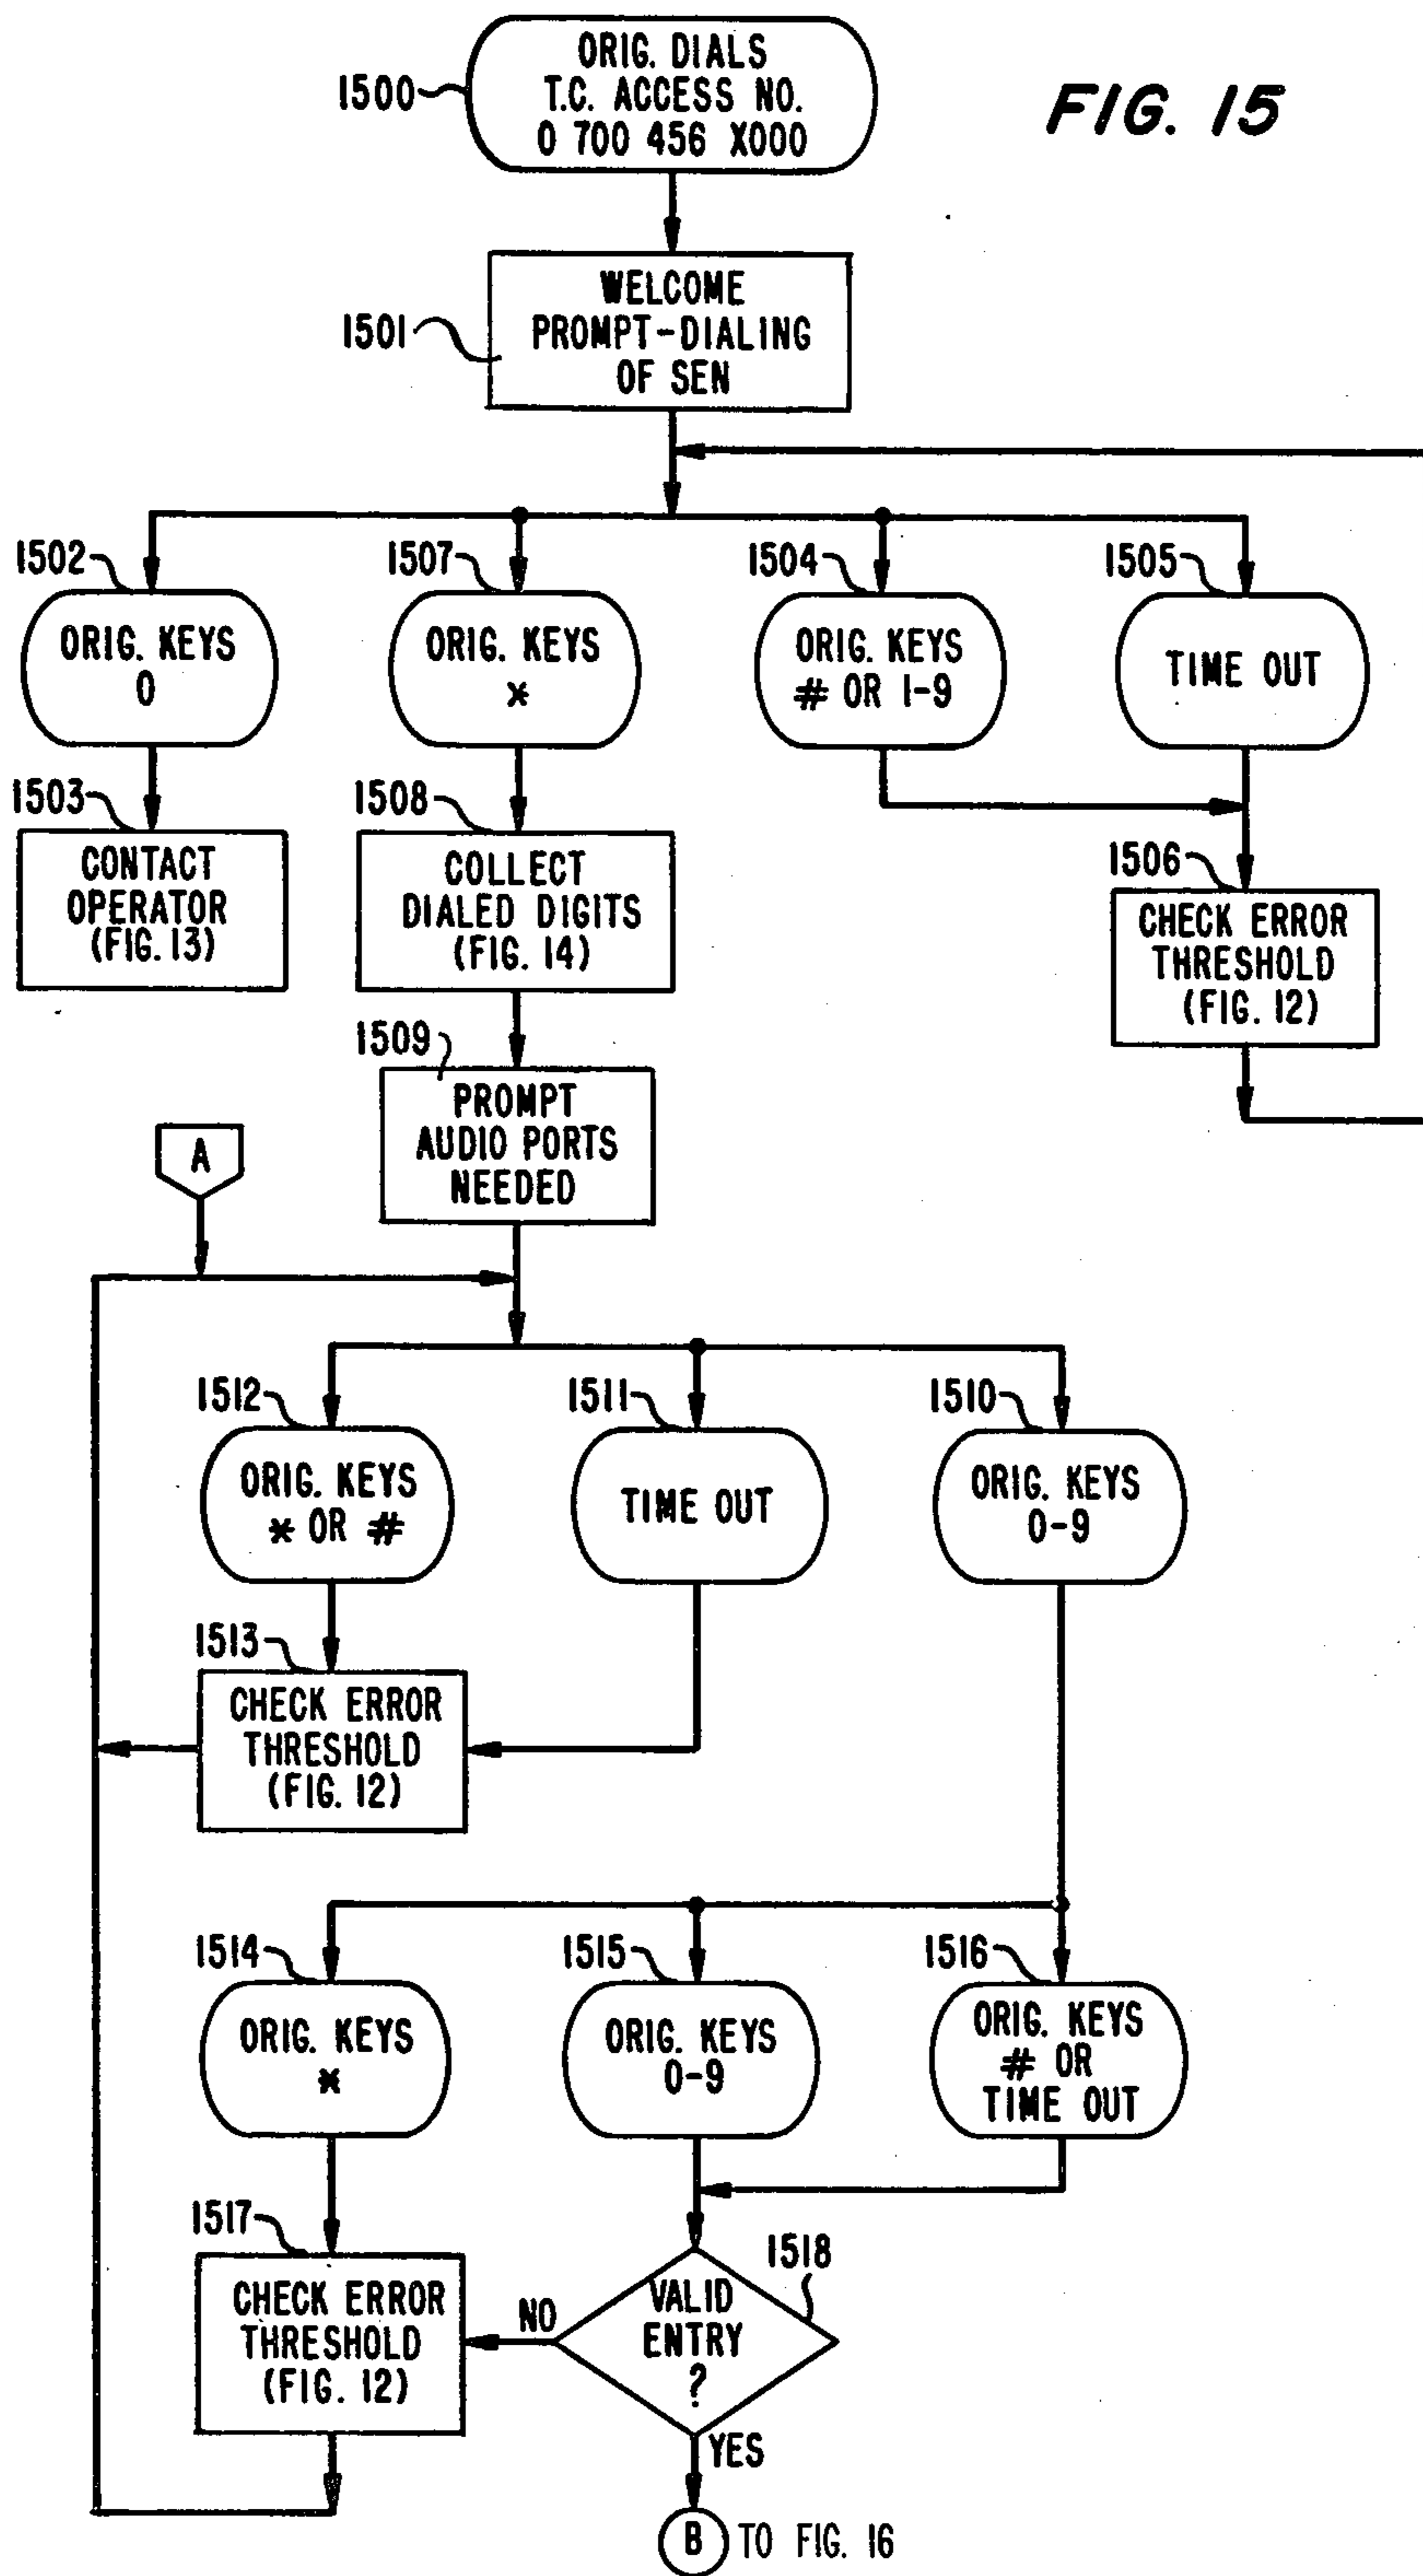 FIG. 15
1500
ORIG. DIALS
T.C. ACCESS NO.
0 700 456 X000
1501
WELCOME
PROMPT-DIALING
OF SEN
1502
ORIG. KEYS
0
1507
ORIG. KEYS
*
1504
ORIG. KEYS
# OR 1-9
1505
TIME OUT
1503
CONTACT
OPERATOR
(FIG. 13)
1508
COLLECT
DIALED DIGITS
(FIG. 14)
1506
CHECK ERROR
THRESHOLD
(FIG. 12)
1509
PROMPT
AUDIO PORTS
NEEDED
A
1512
ORIG. KEYS
* OR #
1511
TIME OUT
1510
ORIG. KEYS
0-9
1513
CHECK ERROR
THRESHOLD
(FIG. 12)
1514
ORIG. KEYS
*
1515
ORIG. KEYS
0-9
1516
ORIG. KEYS
# OR
TIME OUT
1517
CHECK ERROR
THRESHOLD
(FIG. 12)
NO
1518
VALID
ENTRY
?
YES
B TO FIG. 16